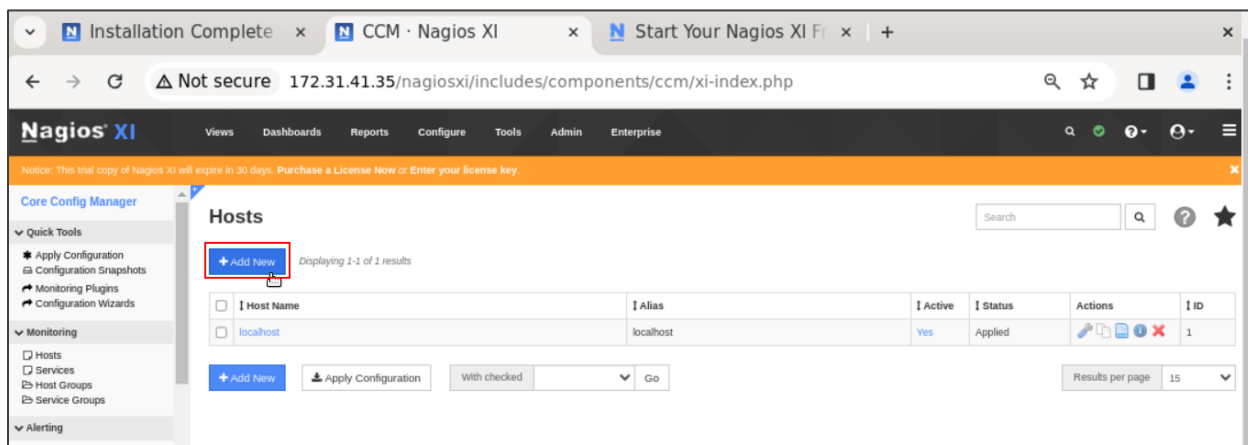 Installation Complete
CCM · Nagios XI
Start Your Nagios XI Fr
Not secure 172.31.41.35/nagiosxi/includes/components/ccm/xi-index.php
Nagios® XI Views Dashboards Reports Configure Tools Admin Enterprise
Notice: This trial copy of Nagios XI will expire in 30 days. Purchase a License Now or Enter your license key.
Core Config Manager
Quick Tools
Apply Configuration
Configuration Snapshots
Monitoring Plugins
Configuration Wizards
Monitoring
Hosts
Services
Host Groups
Service Groups
Alerting
Hosts
Search
Add New Displaying 1-1 of 1 results
Host Name Alias Active Status Actions ID
localhost localhost Yes Applied 1
Add New Apply Configuration With checked Go Results per page 15